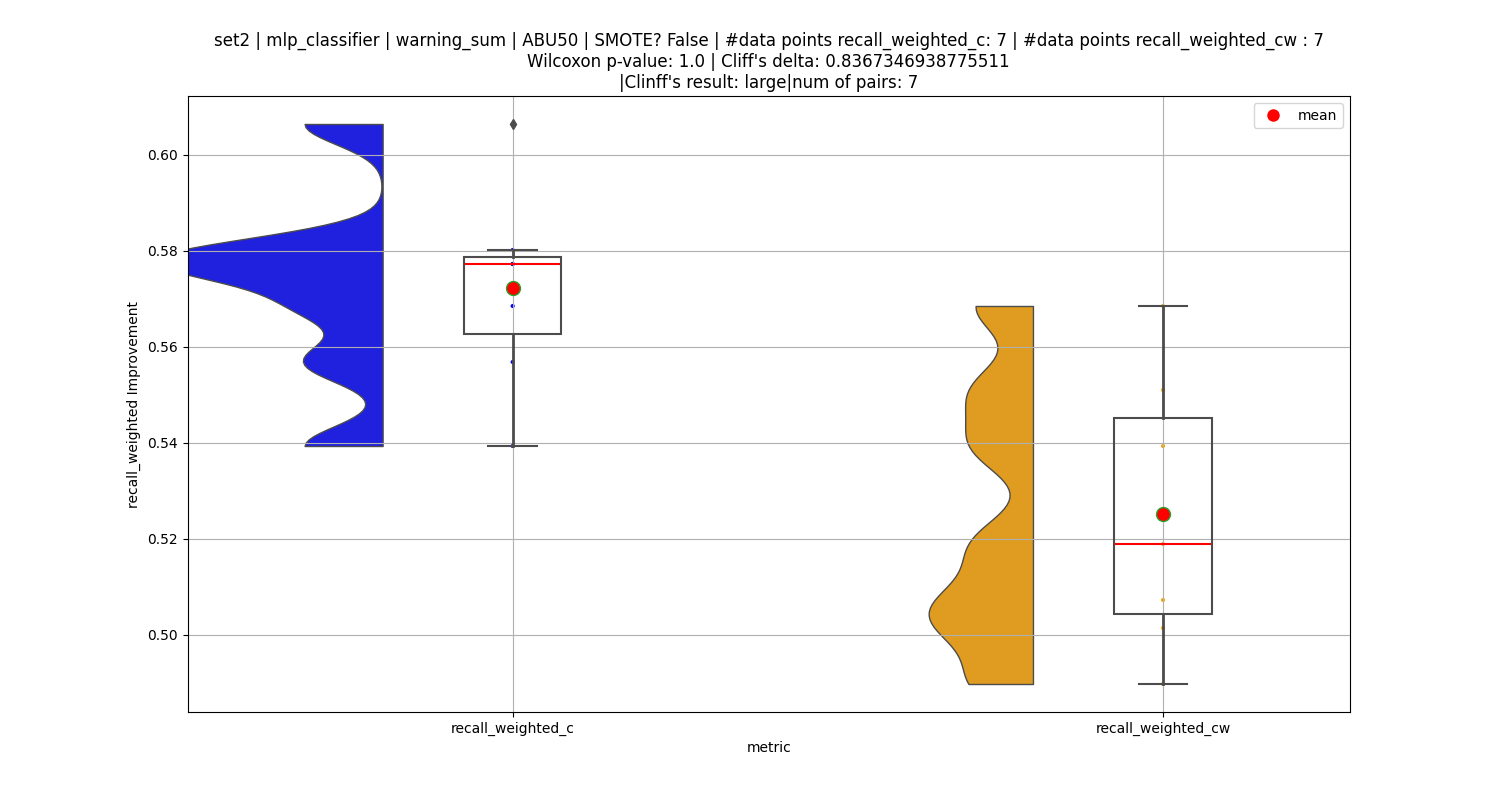 set2 | mlp_classifier | warning_sum | ABU50 | SMOTE? False | #data points recall_weighted_c: 7 | #data points recall_weighted_cw : 7
Wilcoxon p-value: 1.0 | Cliff's delta: 0.8367346938775511
|Clinff's result: large|num of pairs: 7
mean
0.60
0.58
0.56
0.54
0.52
0.50
recall_weighted Improvement
recall_weighted_c
recall_weighted_cw
metric